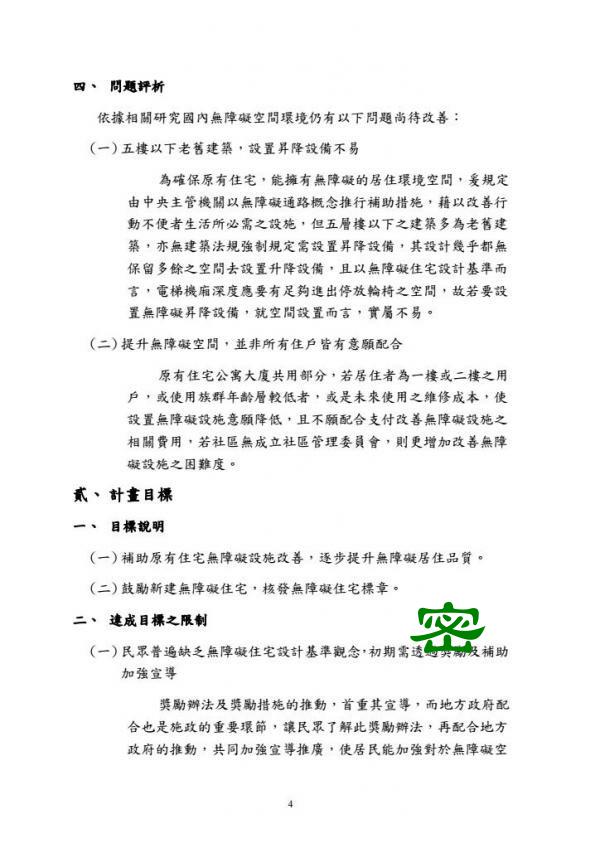 四、 問題評析
依據相關研究國內無障礙空間環境仍有以下問題尚待改善：
(一)五樓以下老舊建築，設置昇降設備不易
為確保原有住宅，能擁有無障礙的居住環境空間，爰規定
由中央主管機關以無障礙通路概念推行補助措施，藉以改善行
動不便者生活所必需之設施，但五層樓以下之建築多為老舊建
築，亦無建築法規強制規定需設置昇降設備，其設計幾乎都無
保留多餘之空間去設置升降設備，且以無障礙住宅設計基準而
言，電梯機廂深度應要有足夠進出停放輪椅之空間，故若要設
置無障礙昇降設備，就空間設置而言，實屬不易。
(二)提升無障礙空間，並非所有住戶皆有意願配合
原有住宅公寓大廈共用部分，若居住者為一樓或二樓之用
戶，或使用族群年齡層較低者，或是未來使用之維修成本，使
設置無障礙設施意願降低，且不願配合支付改善無障礙設施之
相關費用，若社區無成立社區管理委員會，則更增加改善無障
礙設施之困難度。
貳、計畫目標
一、 目標說明
(一)補助原有住宅無障礙設施改善，逐步提升無障礙居住品質。
(二)鼓勵新建無障礙住宅，核發無障礙住宅標章。
二、 達成目標之限制
密
(一)民眾普遍缺乏無障礙住宅設計基準觀念，初期需透過獎勵及補助
加強宣導
獎勵辦法及獎勵措施的推動，首重其宣導，而地方政府配
合也是施政的重要環節，讓民眾了解此獎勵辦法，再配合地方
政府的推動，共同加強宣導推廣，使居民能加強對於無障礙空
4